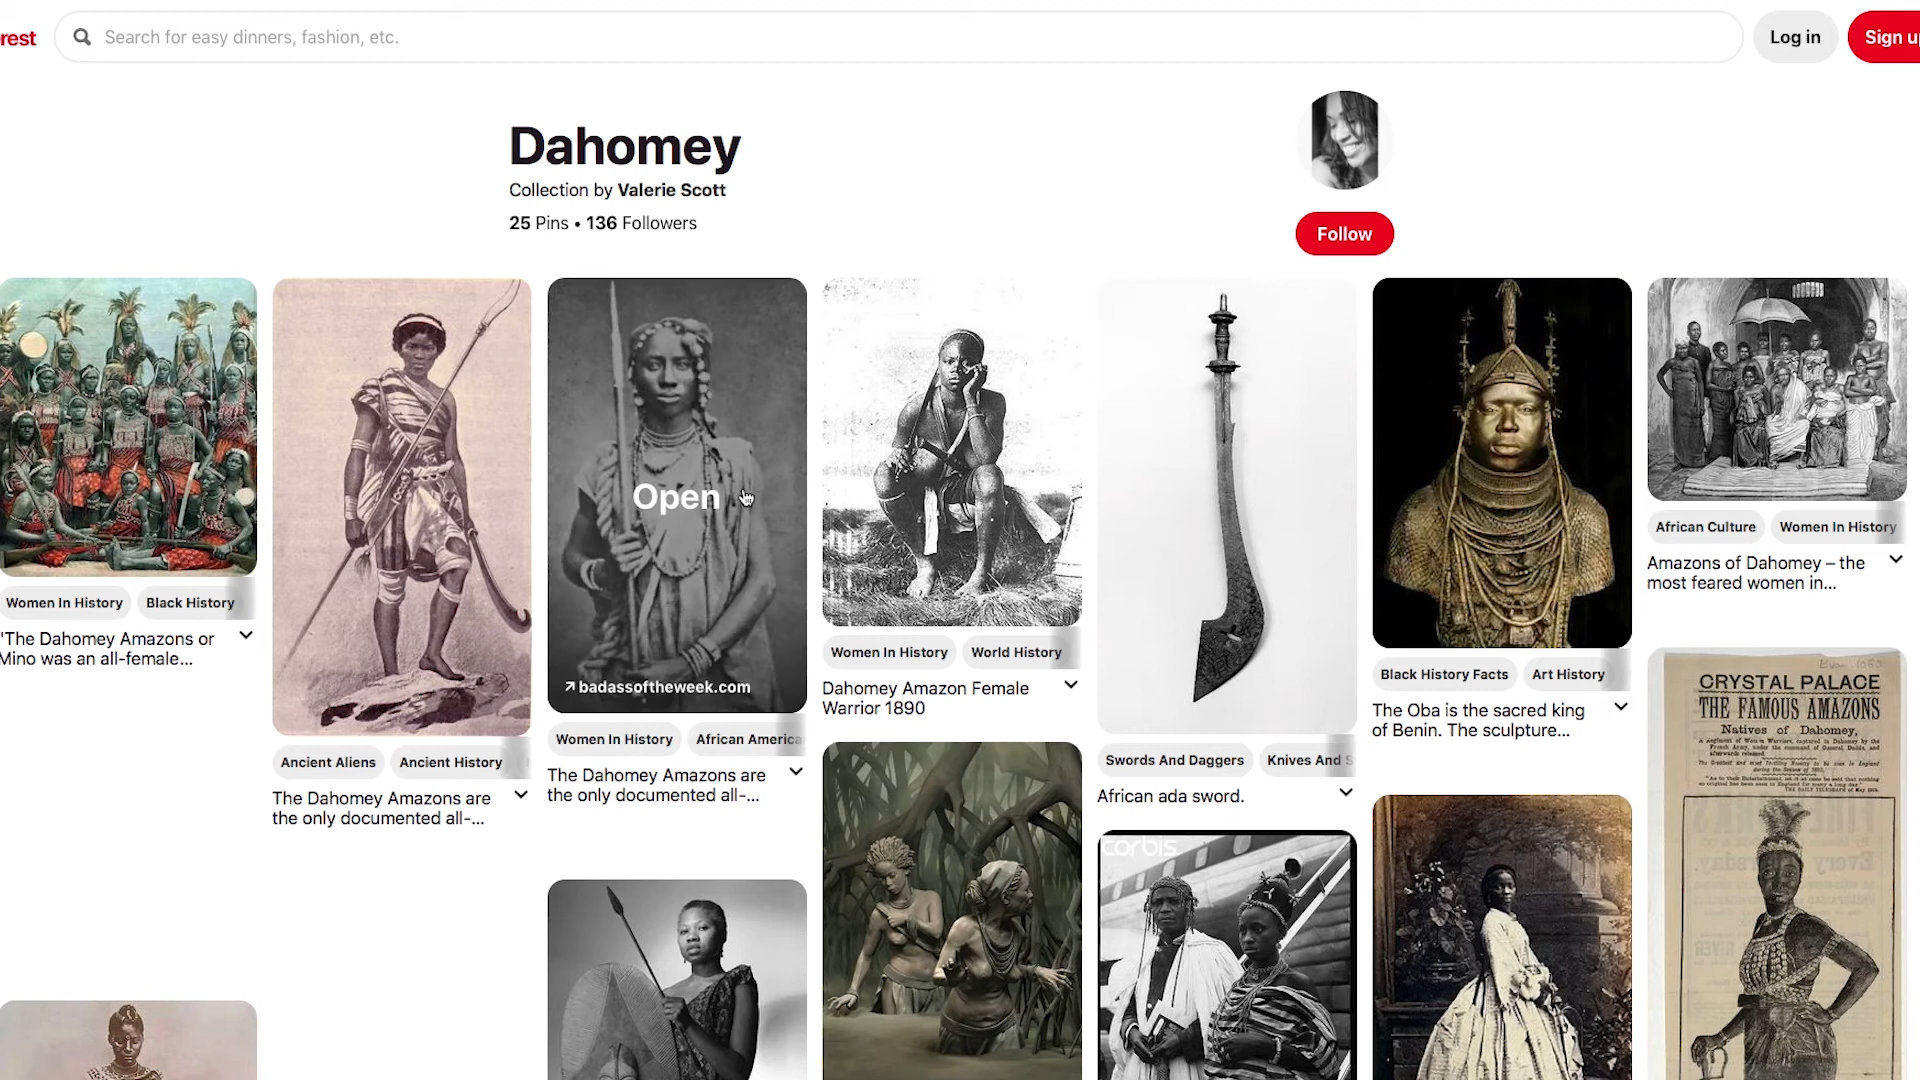 rest
Search for easy dinners, fashion, etc.
Log in
Sign u
Dahomey
Collection by Valerie Scott
25 Pins • 136 Followers
Follow
Women In History
Black History
"The Dahomey Amazons or
Mino was an all-female...
Ancient Aliens
Ancient History
The Dahomey Amazons are
the only documented all-...
Open
badassoftheweek.com
Women In History
African America
The Dahomey Amazons are
the only documented all-...
Women In History
World History
Dahomey Amazon Female
Warrior 1890
Swords And Daggers
Knives And S
African ada sword.
corbis
Black History Facts
Art History
The Oba is the sacred king
of Benin. The sculpture...
African Culture
Women In History
Amazons of Dahomey – the
most feared women in...
CRYSTAL PALACE
THE FAMOUS AMAZONS
Natives of Dahomey,